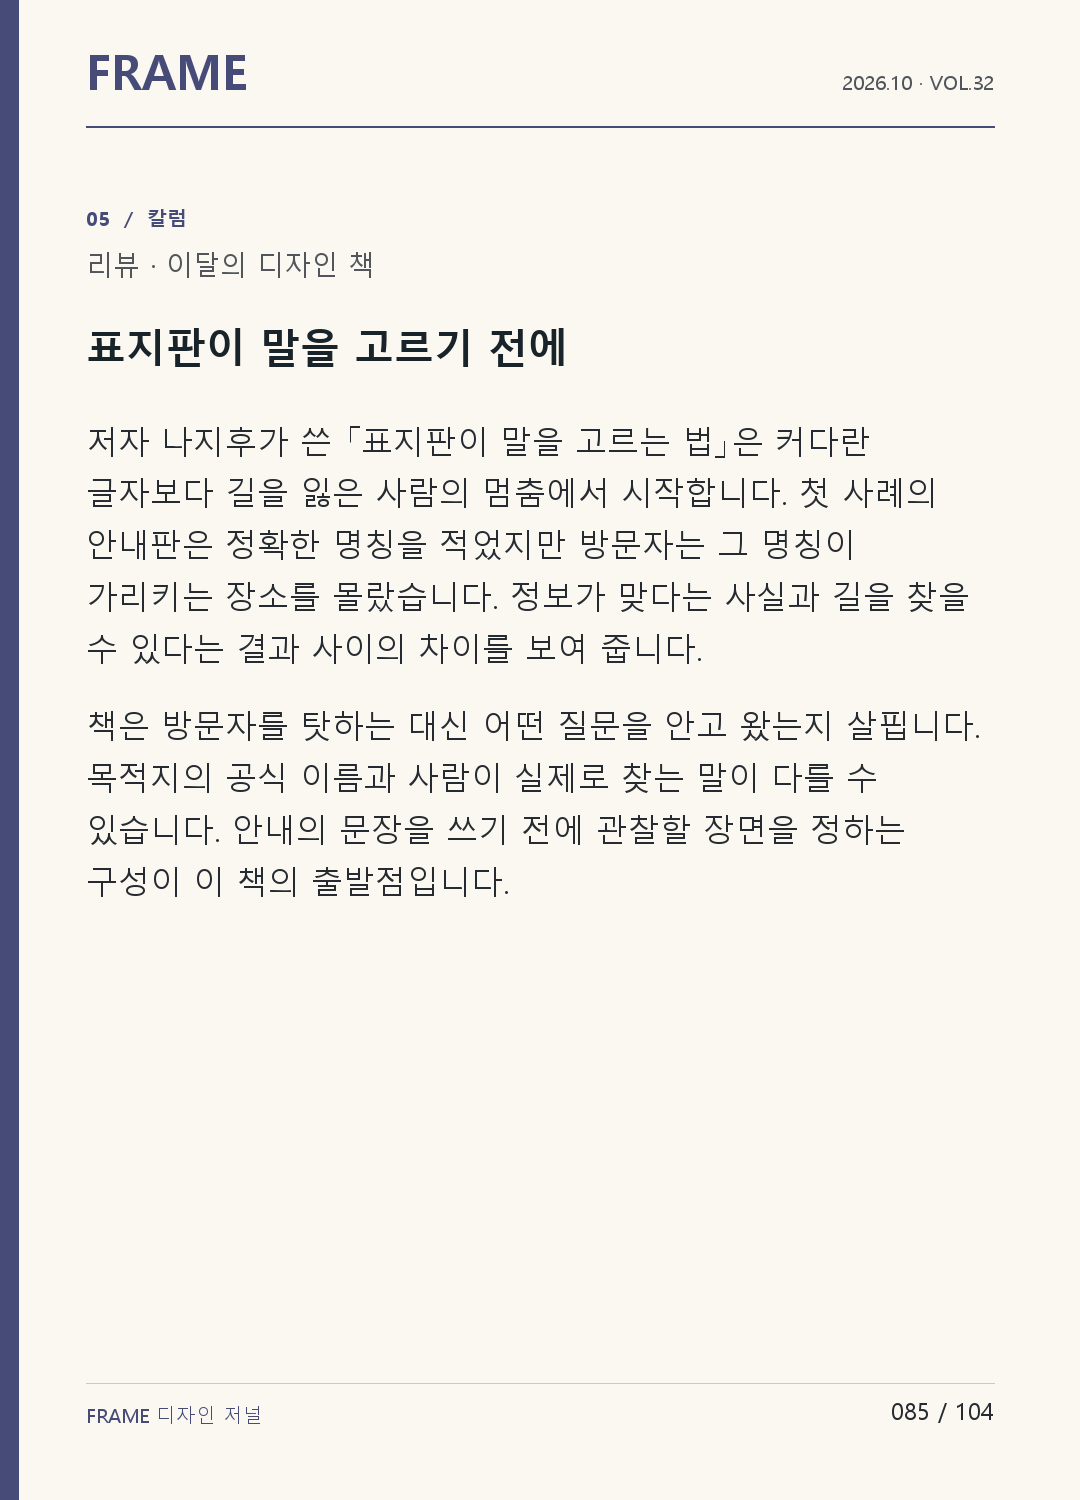 FRAME
2026.10 · VOL.32
05 / 칼럼
리뷰 · 이달의 디자인 책
표지판이 말을 고르기 전에
저자 나지후가 쓴 「표지판이 말을 고르는 법」은 커다란
글자보다 길을 잃은 사람의 멈춤에서 시작합니다. 첫 사례의
안내판은 정확한 명칭을 적었지만 방문자는 그 명칭이
가리키는 장소를 몰랐습니다. 정보가 맞다는 사실과 길을 찾을
수 있다는 결과 사이의 차이를 보여 줍니다.
책은 방문자를 탓하는 대신 어떤 질문을 안고 왔는지 살핍니다.
목적지의 공식 이름과 사람이 실제로 찾는 말이 다를 수
있습니다. 안내의 문장을 쓰기 전에 관찰할 장면을 정하는
구성이 이 책의 출발점입니다.
FRAME 디자인 저널
085 / 104